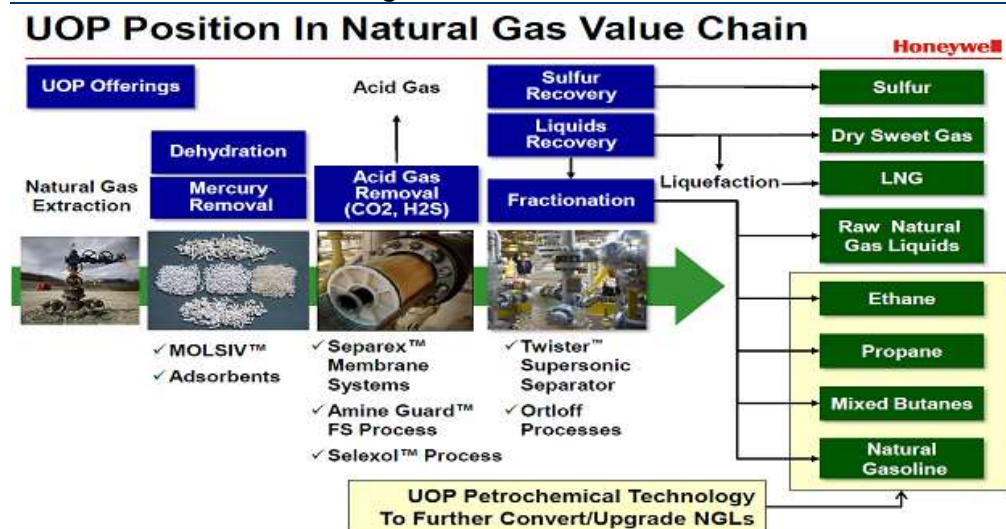 UOP Position In Natural Gas Value Chain
Honeywell
UOP Offerings
Acid Gas
Sulfur
Recovery
Sulfur
Liquids
Recovery
Dry Sweet Gas
Dehydration
Natural Gas
Extraction
Mercury
Removal
Acid Gas
Removal
(CO2, H2S)
Fractionation
Liquefaction
LNG
Raw Natural
Gas Liquids
Ethane
Propane
Mixed Butanes
Natural
Gasoline
✓ MOLSIV™
✓ Adsorbents
✓ Separex™
Membrane
Systems
✓ Amine Guard™
FS Process
✓ Selexol™ Process
✓ Twister™
Supersonic
Separator
✓ Ortloff
Processes
UOP Petrochemical Technology
To Further Convert/Upgrade NGLs